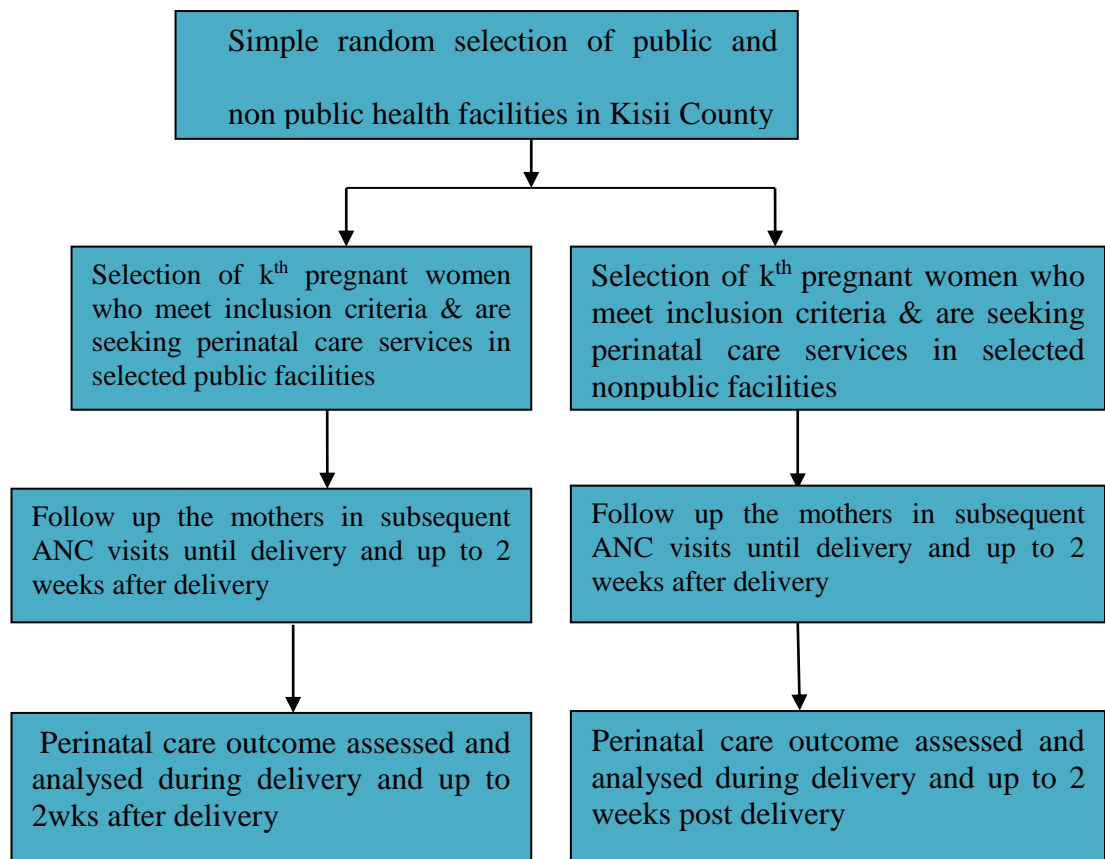 Simple random selection of public and
non public health facilities in Kisii County
Selection of kth pregnant women
who meet inclusion criteria & are
seeking perinatal care services in
selected public facilities
Selection of kth pregnant women who
meet inclusion criteria & are seeking
perinatal care services in selected
nonpublic facilities
Follow up the mothers in subsequent
ANC visits until delivery and up to 2
weeks after delivery
Follow up the mothers in subsequent
ANC visits until delivery and up to 2
weeks after delivery
Perinatal care outcome assessed and
analysed during delivery and up to
2wks after delivery
Perinatal care outcome assessed and
analysed during delivery and up to 2
weeks post delivery